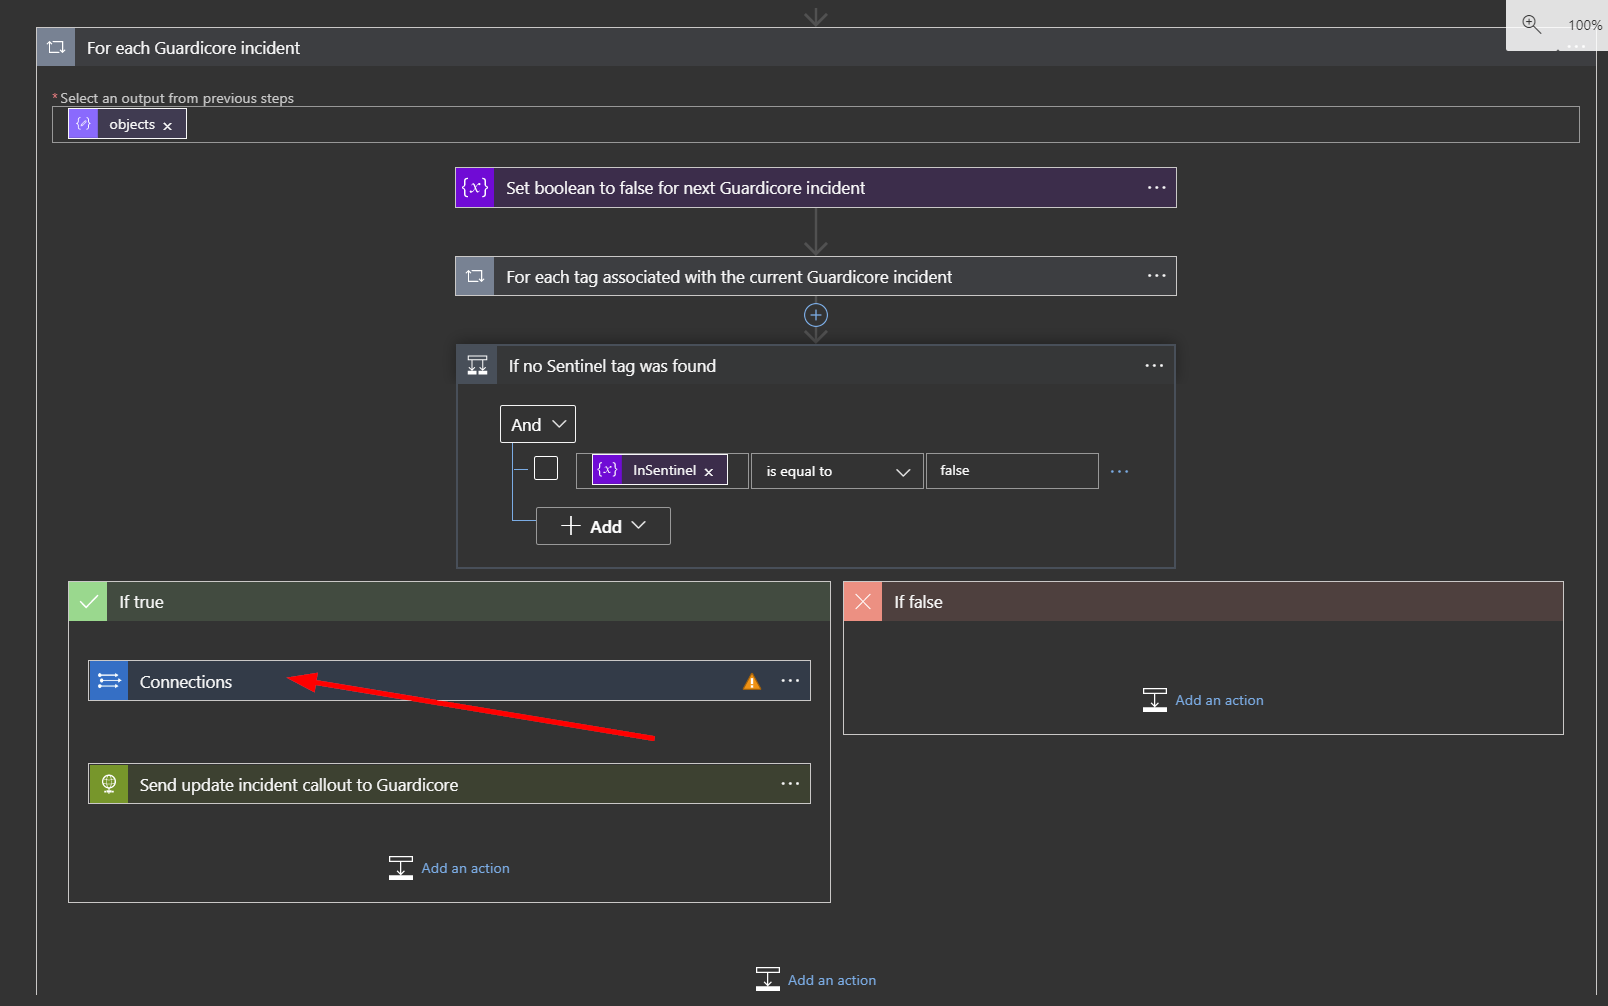 100%
For each Guardicore incident
* Select an output from previous steps
objects x
{x} Set boolean to false for next Guardicore incident
For each tag associated with the current Guardicore incident
If no Sentinel tag was found
And
{x} InSentinel x is equal to false
+ Add
If true
If false
Connections
Add an action
Send update incident callout to Guardicore
Add an action
Add an action